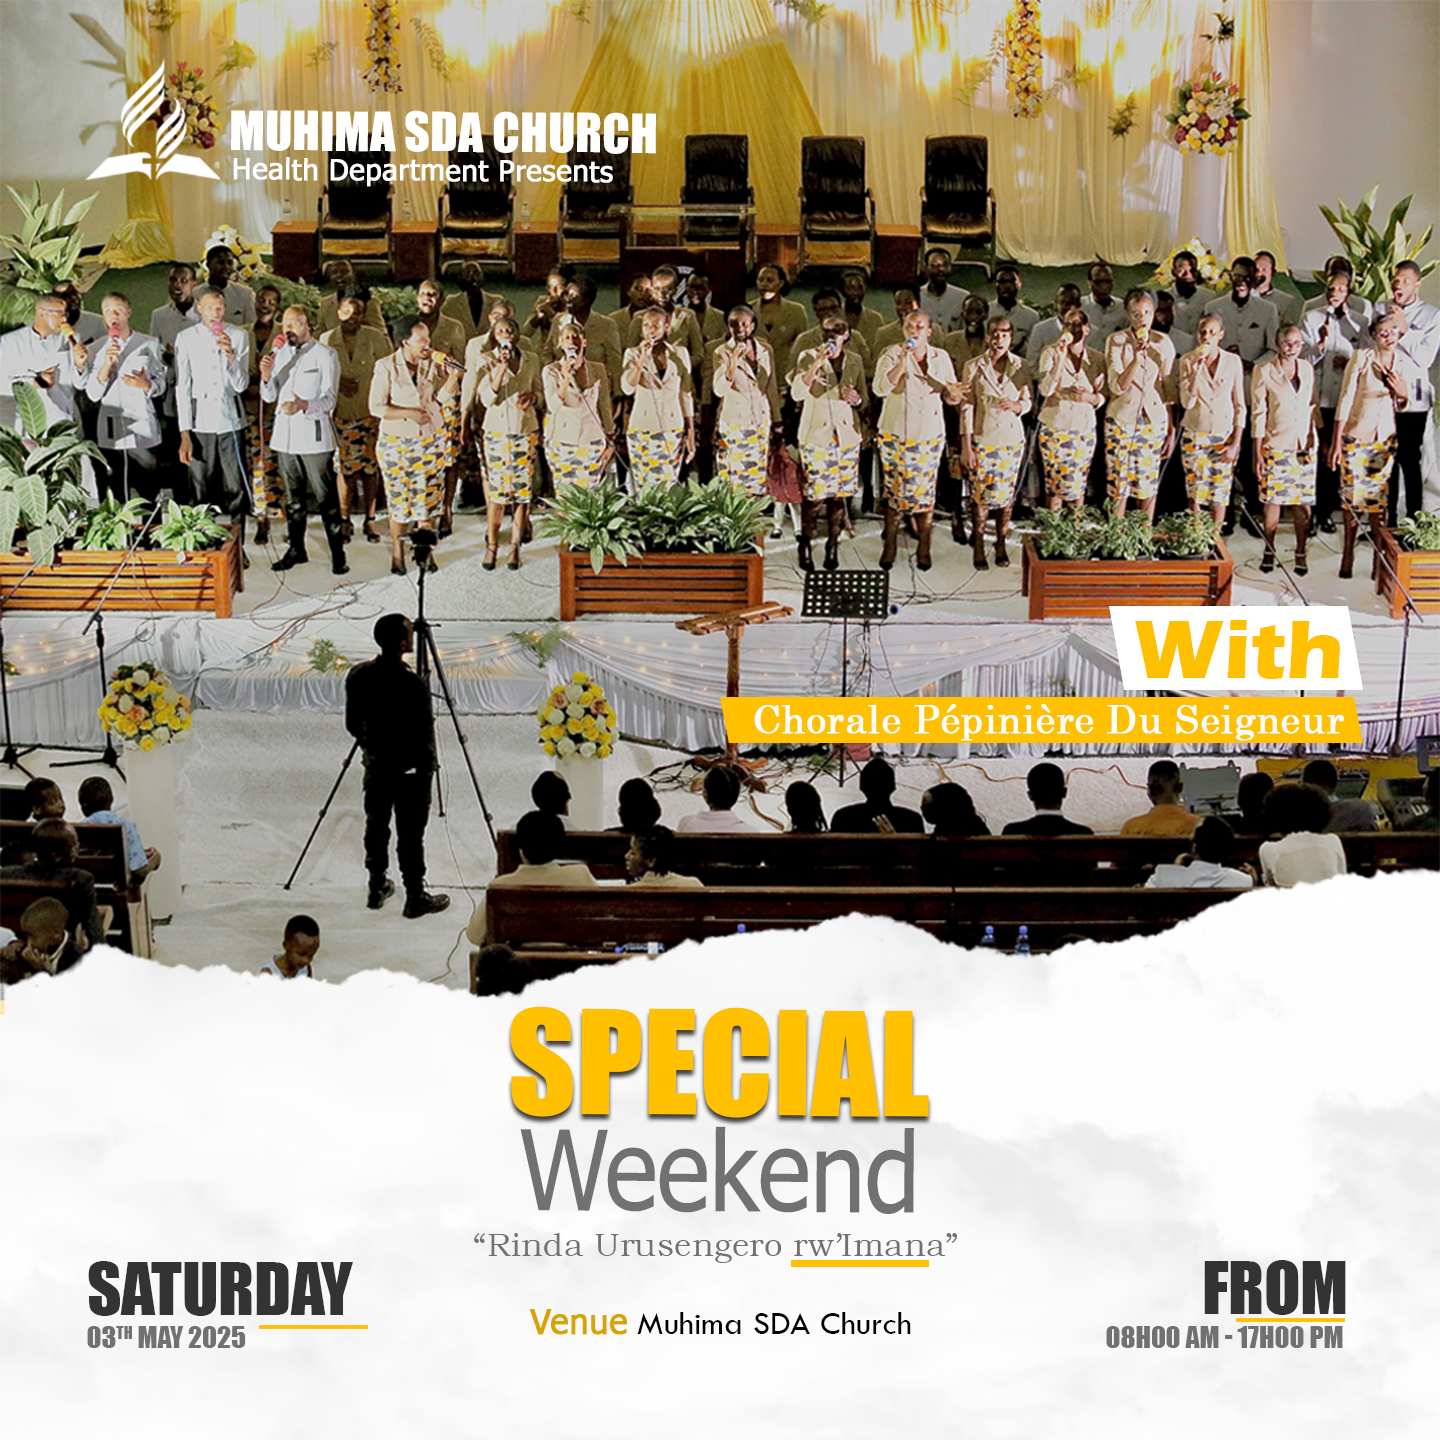 MUHIMA SDA CHURCH
Health Department Presents
With
Chorale Pépinière Du Seigneur
SPECIAL
Weekend
“Rinda Urusengero rw’Imana”
SATURDAY
03TH MAY 2025
Venue Muhima SDA Church
FROM
08H00 AM - 17H00 PM